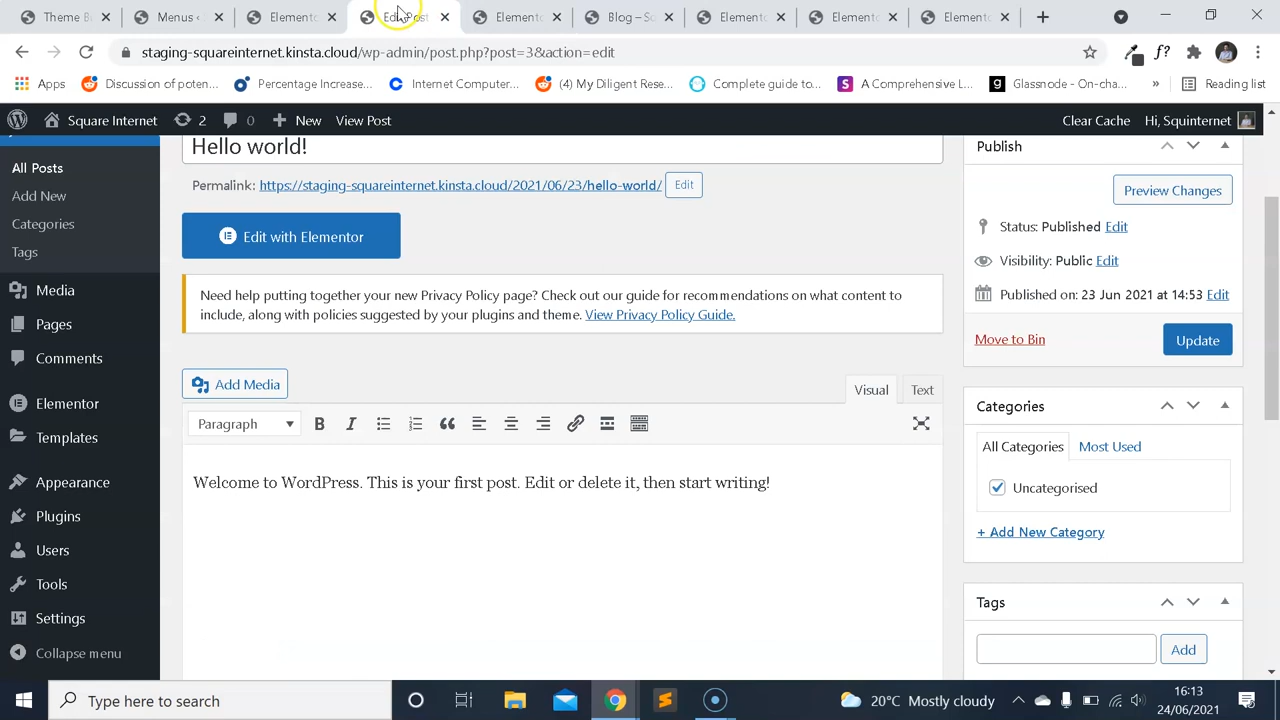 Theme B
Menus ‹
Elemento
Edit Post
Element
Blog – S
Elemen
Element
Element
staging-squareinternet.kinsta.cloud/wp-admin/post.php?post=3&action=edit
Apps
Discussion of poten...
Percentage Increase...
Internet Computer...
(4) My Diligent Rese...
Complete guide to...
A Comprehensive L...
Glassnode - On-cha...
»
Reading list
Square Internet
2
0
New
View Post
Clear Cache
Hi, Squinternet
All Posts
Add New
Categories
Tags
Media
Pages
Comments
Elementor
Templates
Appearance
Plugins
Users
Tools
Settings
Collapse menu
Hello world!
Permalink: https://staging-squareinternet.kinsta.cloud/2021/06/23/hello-world/ Edit
Edit with Elementor
Need help putting together your new Privacy Policy page? Check out our guide for recommendations on what content to
include, along with policies suggested by your plugins and theme. View Privacy Policy Guide.
Add Media
Visual
Text
Paragraph
Welcome to WordPress. This is your first post. Edit or delete it, then start writing!
Publish
Preview Changes
Status: Published Edit
Visibility: Public Edit
Published on: 23 Jun 2021 at 14:53 Edit
Move to Bin
Update
Categories
All Categories
Most Used
Uncategorised
+ Add New Category
Tags
Add
Type here to search
20°C Mostly cloudy
16:13
24/06/2021